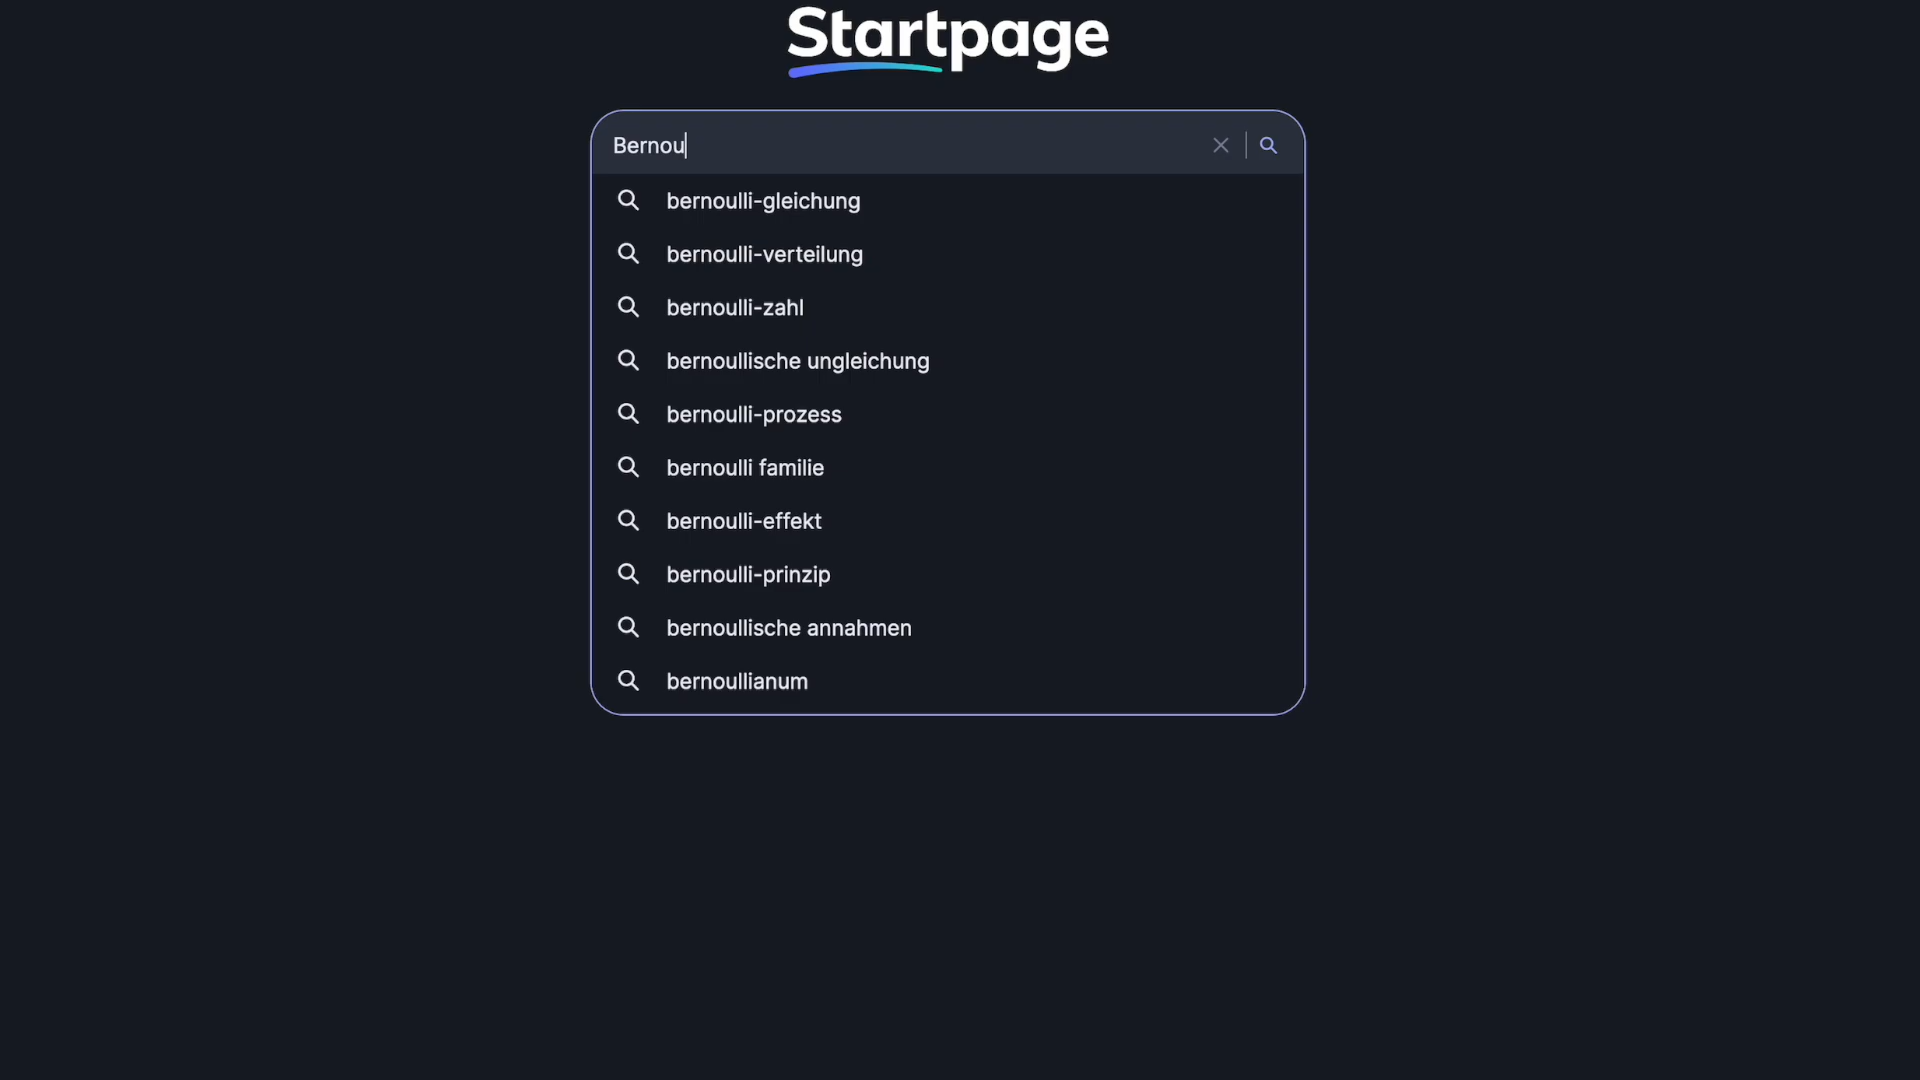 Startpage
Bernou
bernoulli-gleichung
bernoulli-verteilung
bernoulli-zahl
bernoullische ungleichung
bernoulli-prozess
bernoulli familie
bernoulli-effekt
bernoulli-prinzip
bernoullische annahmen
bernoullianum